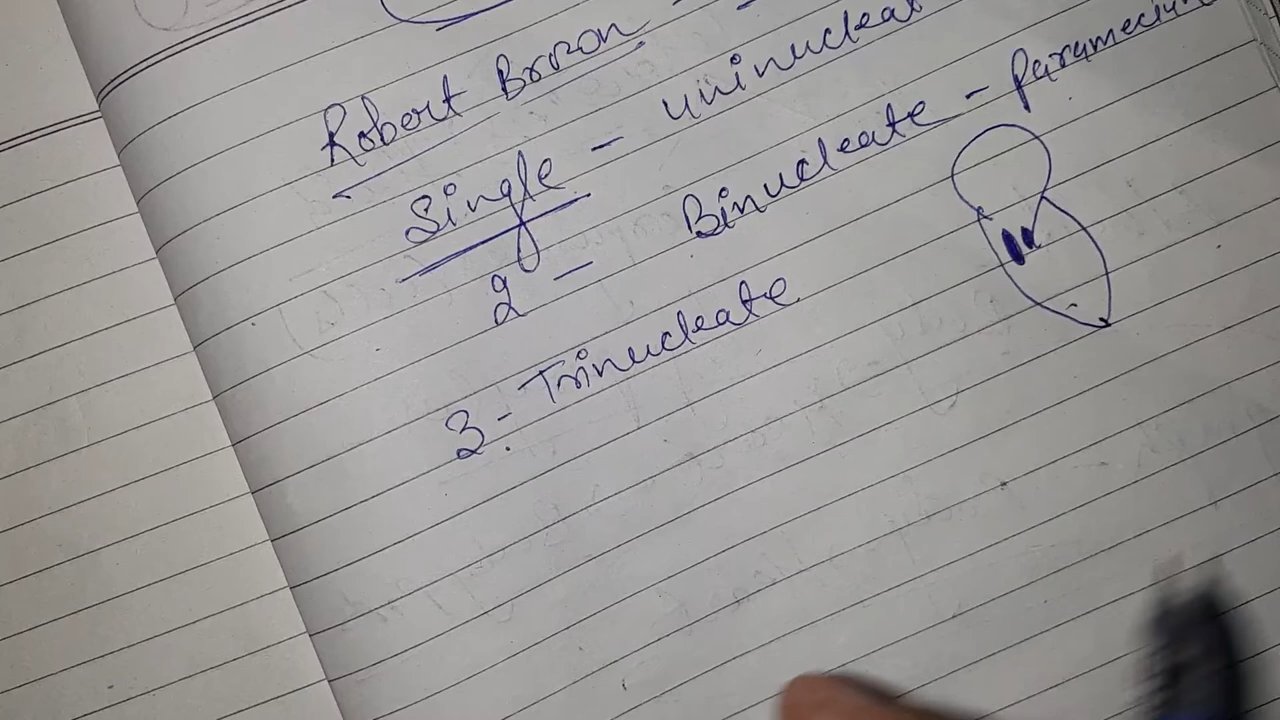 Robert Brron
Single - uninucleat
2 - Binucleate - Paramecium
3 - Trinucleate